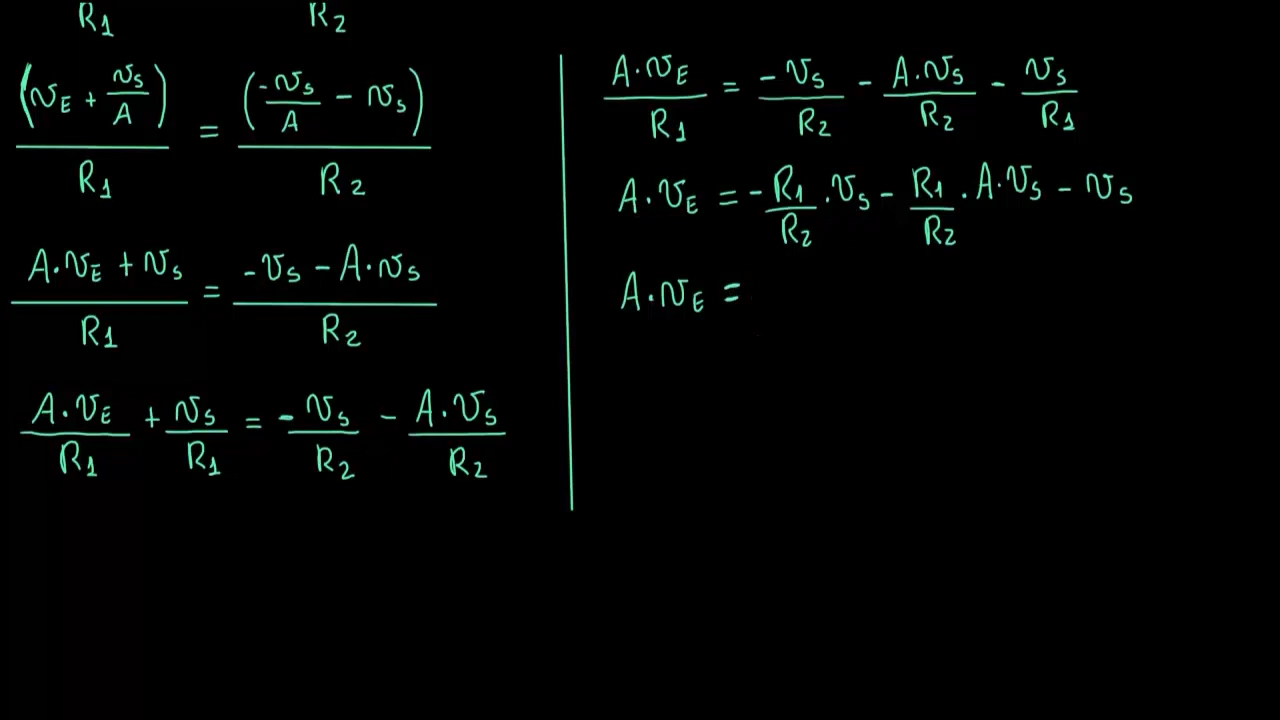 R1 R2
(vE + vS/A)/R1 = (-vS/A - vS)/R2
(A·vE + vS)/R1 = (-vS - A·vS)/R2
A·vE/R1 + vS/R1 = -vS/R2 - A·vS/R2
A·vE/R1 = -vS/R2 - A·vS/R2 - vS/R1
A·vE = -R1/R2·vS - R1/R2·A·vS - vS
A·vE =